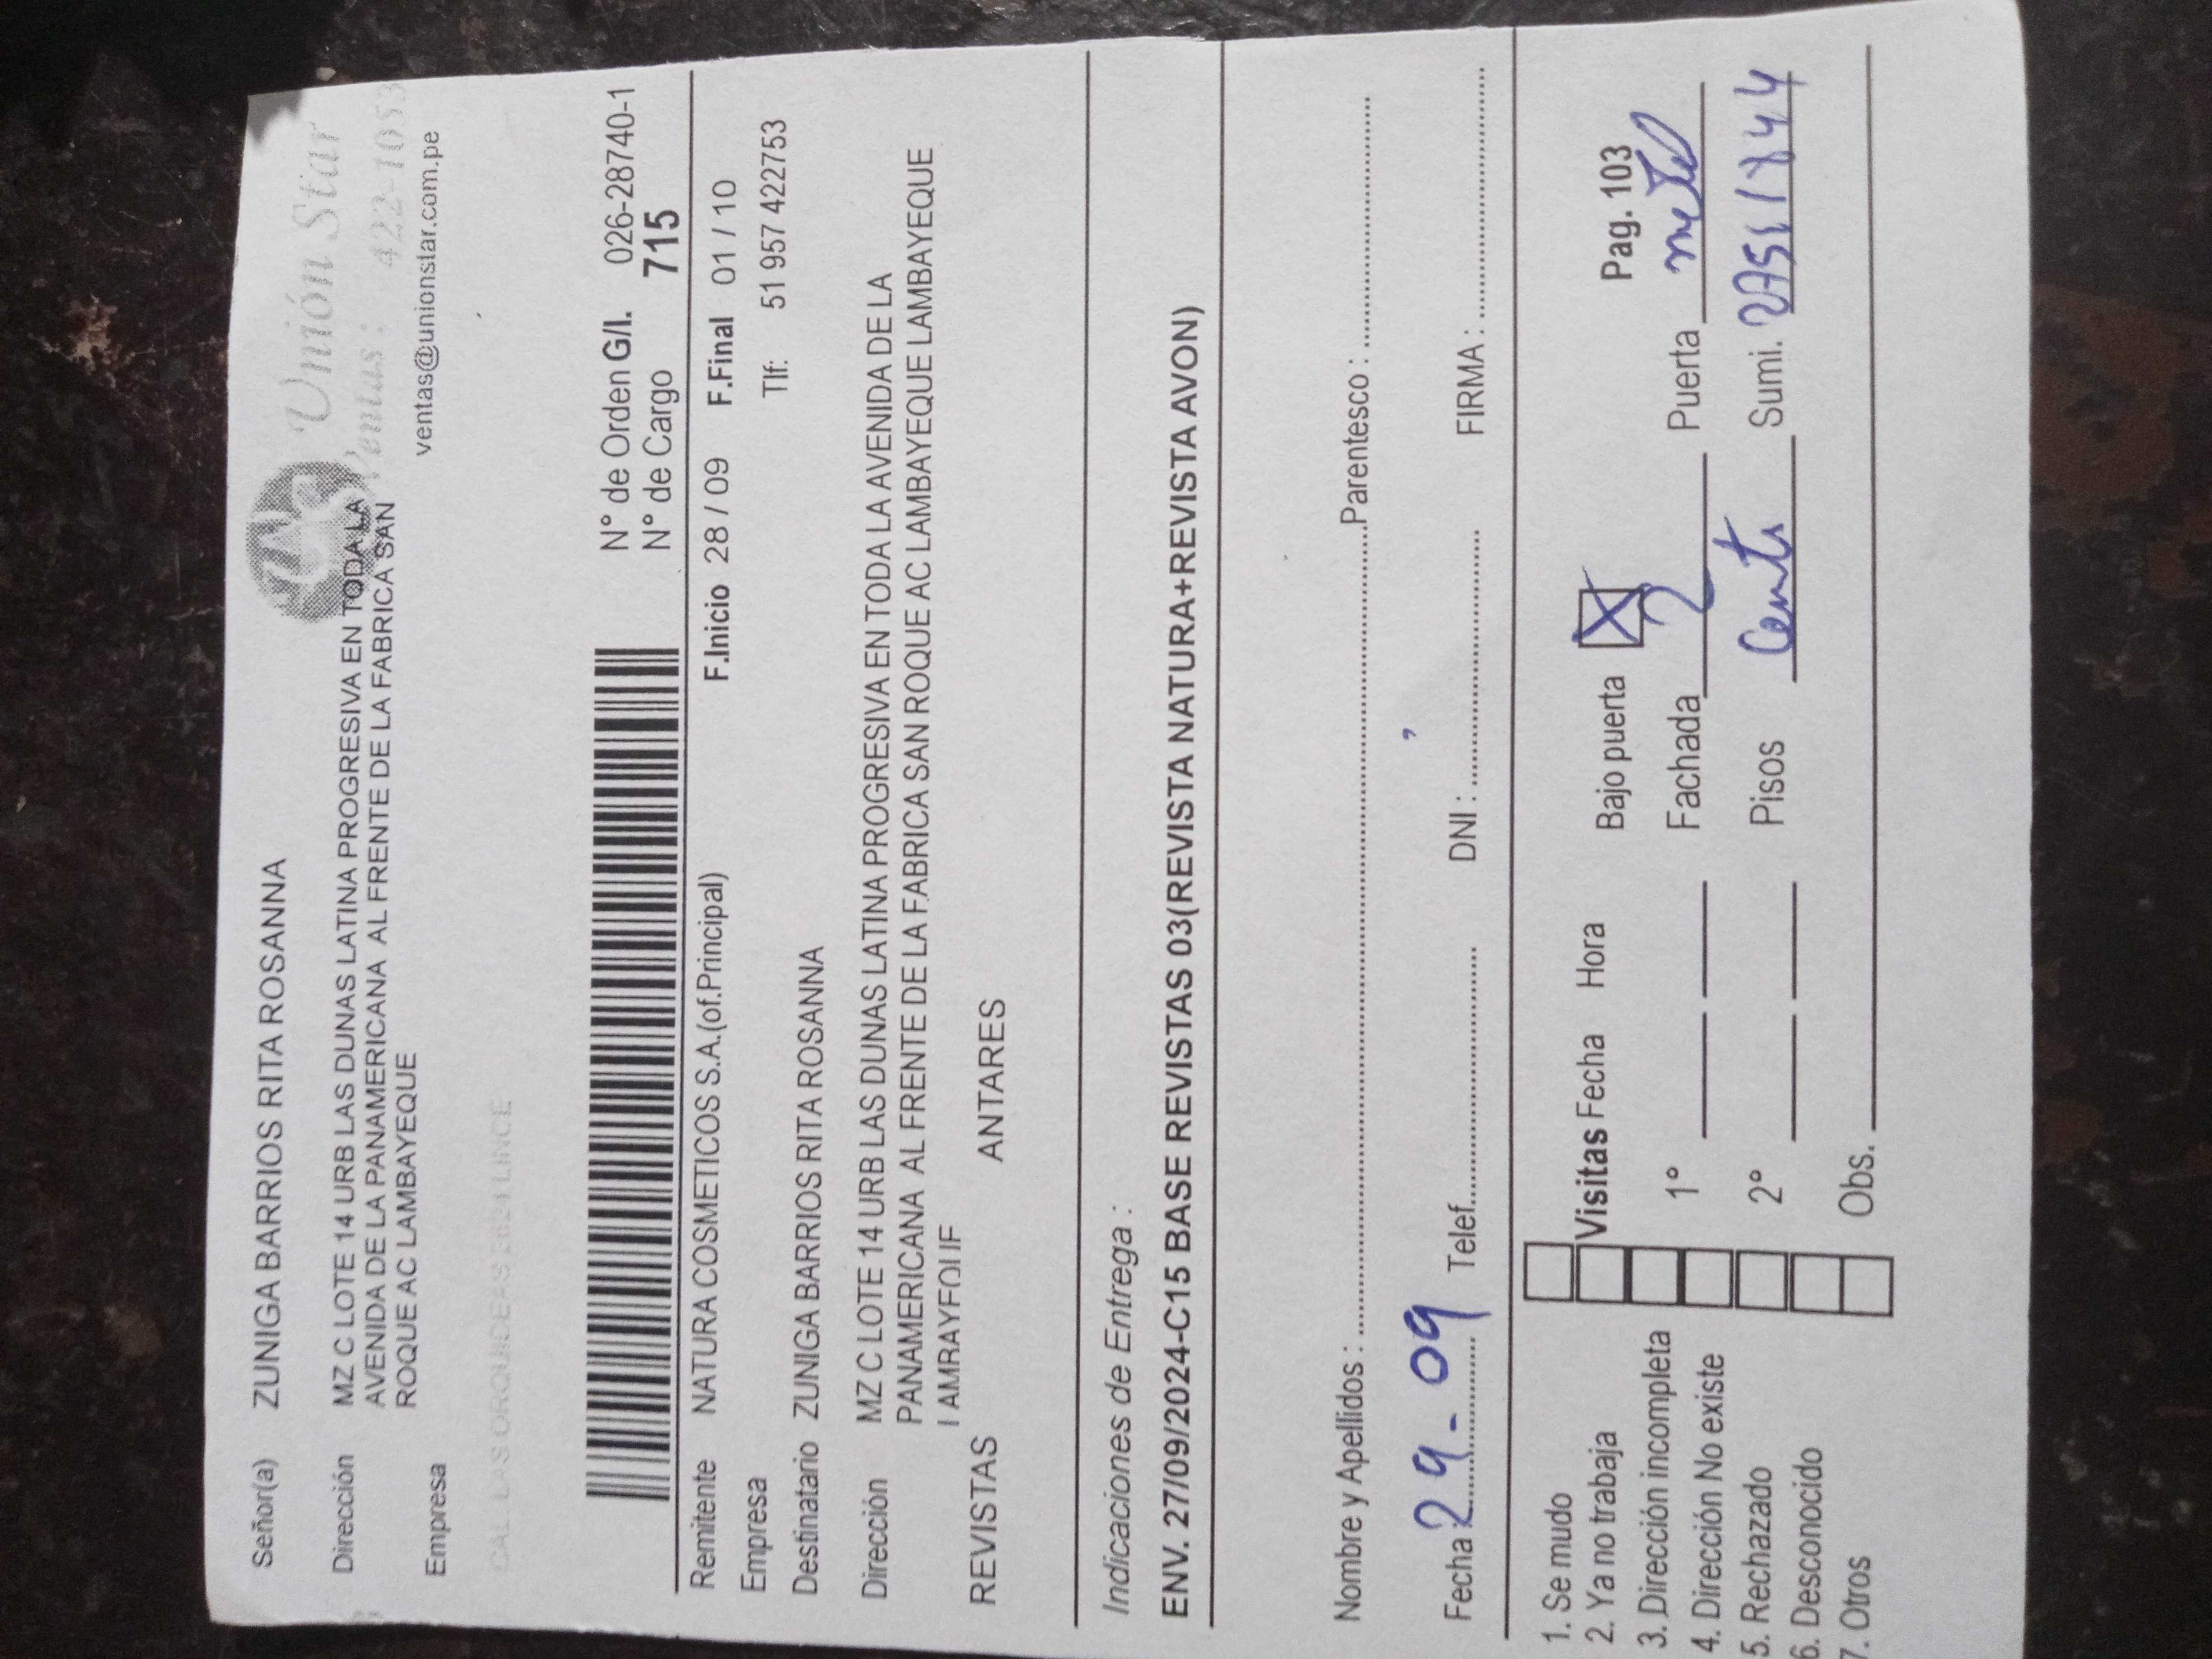 Unión Star
Ventas : 422-1053
ventas@unionstar.com.pe
Señor(a) ZUNIGA BARRIOS RITA ROSANNA
Dirección MZ C LOTE 14 URB LAS DUNAS LATINA PROGRESIVA EN TODA LA
AVENIDA DE LA PANAMERICANA AL FRENTE DE LA FABRICA SAN
ROQUE AC LAMBAYEQUE
Empresa
CAL. LAS ORQUIDEAS LINCE
N° de Orden G/I. 026-28740-1
N° de Cargo 715
Remitente NATURA COSMETICOS S.A.(of.Principal) F.Inicio 28 / 09 F.Final 01 / 10
Empresa Tlf: 51 957 422753
Destinatario ZUNIGA BARRIOS RITA ROSANNA
Dirección MZ C LOTE 14 URB LAS DUNAS LATINA PROGRESIVA EN TODA LA AVENIDA DE LA
PANAMERICANA AL FRENTE DE LA FABRICA SAN ROQUE AC LAMBAYEQUE LAMBAYEQUE
REVISTAS ANTARES
Indicaciones de Entrega :
ENV. 27/09/2024-C15 BASE REVISTAS 03(REVISTA NATURA+REVISTA AVON)
Nombre y Apellidos : Parentesco :
Fecha : 29-09 Telef. DNI : FIRMA :
1. Se mudo
2. Ya no trabaja
3. Dirección incompleta
4. Dirección No existe
5. Rechazado
6. Desconocido
7. Otros
Visitas Fecha Hora Bajo puerta X Pag. 103
1° Fachada 2 Puerta metal
2° Pisos Sumi.
Obs.